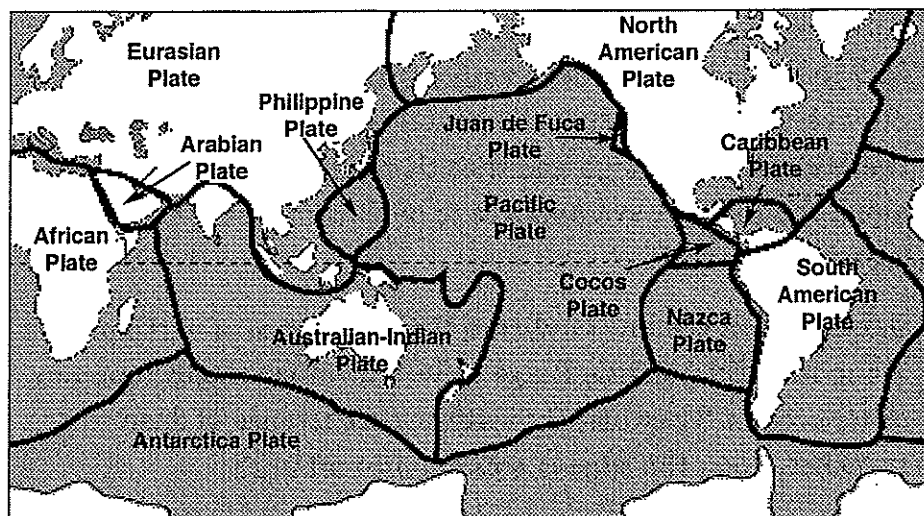 Eurasian
Plate
North
American
Plate
Philippine
Plate
Juan de Fuca
Plate
Caribbean
Plate
Arabian
Plate
African
Plate
Pacific
Plate
Cocos
Plate
South
American
Plate
Nazca
Plate
Australian-Indian
Plate
Antarctica Plate